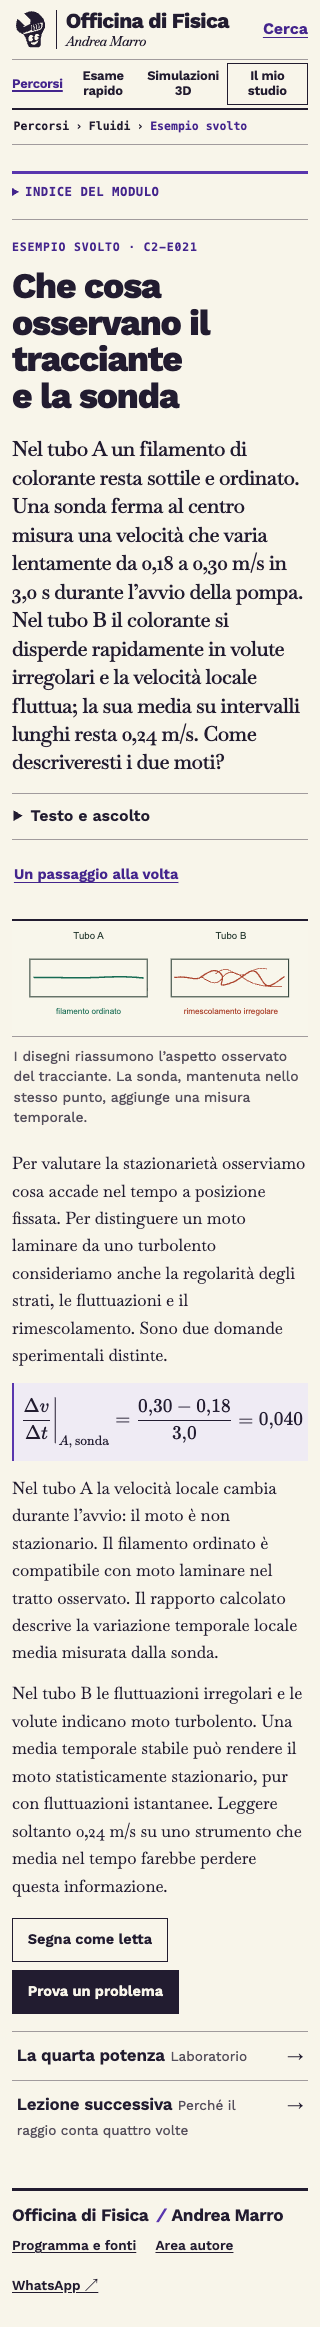 Officina di Fisica
Andrea Marro
Cerca
Percorsi
Esame
rapido
Simulazioni
3D
Il mio
studio
Percorsi › Fluidi › Esempio svolto
▶ INDICE DEL MODULO
ESEMPIO SVOLTO · C2–E021
Che cosa
osservano il
tracciante
e la sonda
Nel tubo A un filamento di
colorante resta sottile e ordinato.
Una sonda ferma al centro
misura una velocità che varia
lentamente da 0,18 a 0,30 m/s in
3,0 s durante l’avvio della pompa.
Nel tubo B il colorante si
disperde rapidamente in volute
irregolari e la velocità locale
fluttua; la sua media su intervalli
lunghi resta 0,24 m/s. Come
descriveresti i due moti?
▶ Testo e ascolto
Un passaggio alla volta
Tubo A
Tubo B
filamento ordinato
rimescolamento irregolare
I disegni riassumono l’aspetto osservato
del tracciante. La sonda, mantenuta nello
stesso punto, aggiunge una misura
temporale.
Per valutare la stazionarietà osserviamo
cosa accade nel tempo a posizione
fissata. Per distinguere un moto
laminare da uno turbolento
consideriamo anche la regolarità degli
strati, le fluttuazioni e il
rimescolamento. Sono due domande
sperimentali distinte.
Δv/Δt|A, sonda = (0,30 − 0,18)/3,0 = 0,040
Nel tubo A la velocità locale cambia
durante l’avvio: il moto è non
stazionario. Il filamento ordinato è
compatibile con moto laminare nel
tratto osservato. Il rapporto calcolato
descrive la variazione temporale locale
media misurata dalla sonda.
Nel tubo B le fluttuazioni irregolari e le
volute indicano moto turbolento. Una
media temporale stabile può rendere il
moto statisticamente stazionario, pur
con fluttuazioni istantanee. Leggere
soltanto 0,24 m/s su uno strumento che
media nel tempo farebbe perdere
questa informazione.
Segna come letta
Prova un problema
La quarta potenza Laboratorio →
Lezione successiva Perché il →
raggio conta quattro volte
Officina di Fisica / Andrea Marro
Programma e fonti Area autore
WhatsApp ↗